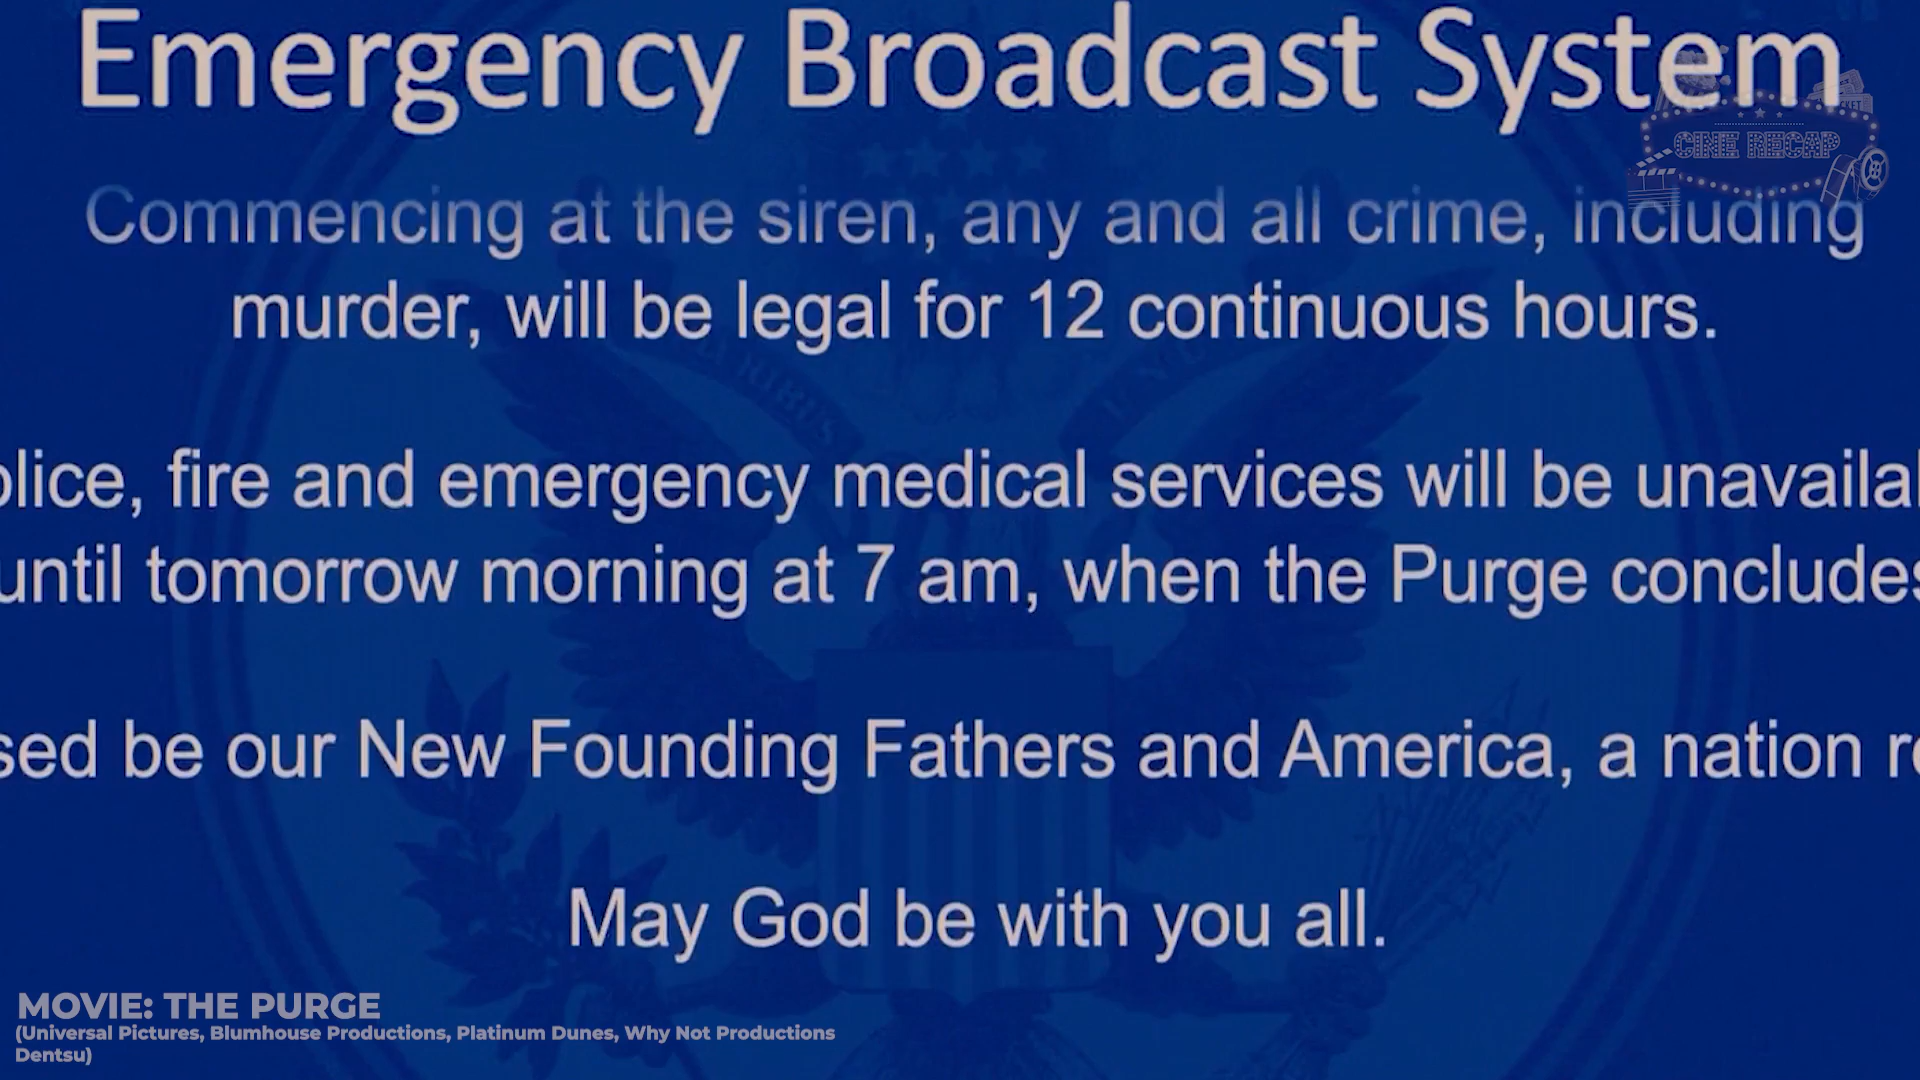 Emergency Broadcast System
CINE RECAP
Commencing at the siren, any and all crime, including
murder, will be legal for 12 continuous hours.
olice, fire and emergency medical services will be unavaila
until tomorrow morning at 7 am, when the Purge concludes
sed be our New Founding Fathers and America, a nation re
May God be with you all.
MOVIE: THE PURGE
(Universal Pictures, Blumhouse Productions, Platinum Dunes, Why Not Productions
Dentsu)